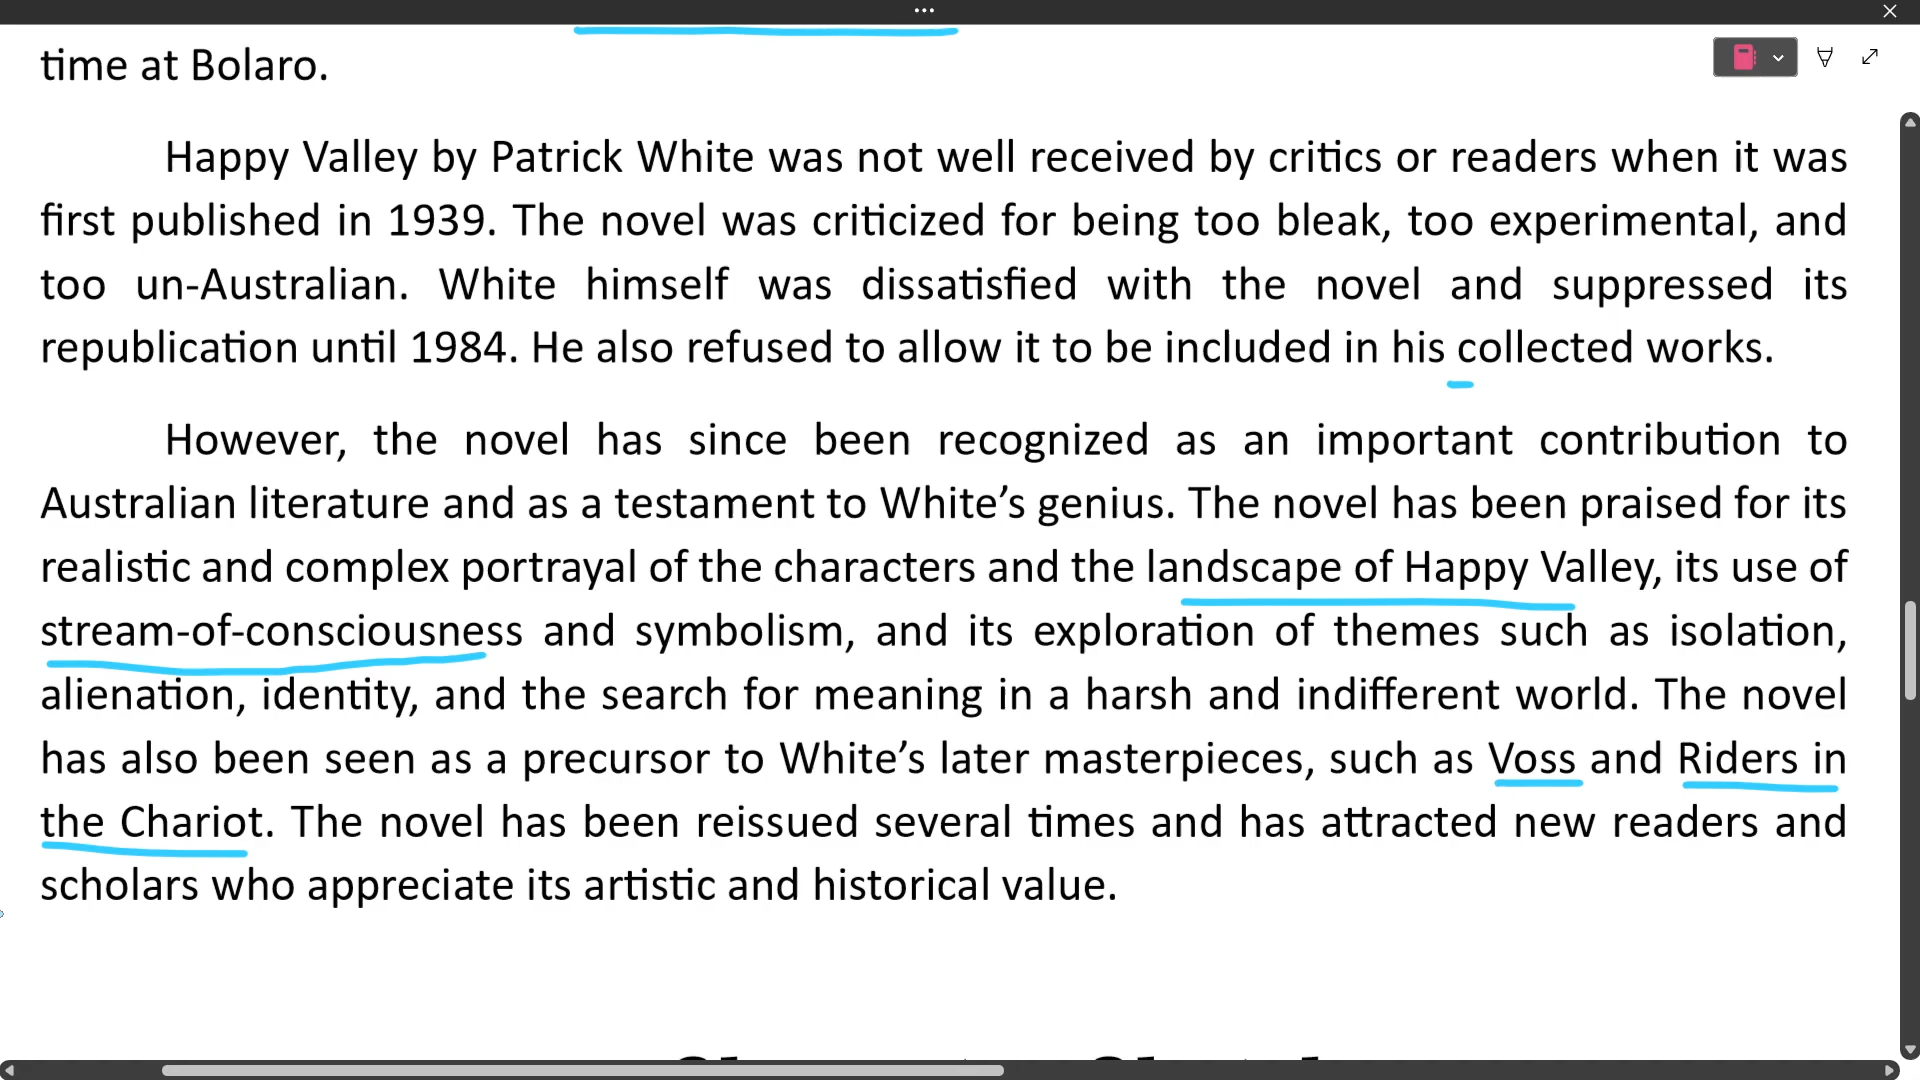 time at Bolaro.
Happy Valley by Patrick White was not well received by critics or readers when it was
first published in 1939. The novel was criticized for being too bleak, too experimental, and
too un-Australian. White himself was dissatisfied with the novel and suppressed its
republication until 1984. He also refused to allow it to be included in his collected works.
However, the novel has since been recognized as an important contribution to
Australian literature and as a testament to White’s genius. The novel has been praised for its
realistic and complex portrayal of the characters and the landscape of Happy Valley, its use of
stream-of-consciousness and symbolism, and its exploration of themes such as isolation,
alienation, identity, and the search for meaning in a harsh and indifferent world. The novel
has also been seen as a precursor to White’s later masterpieces, such as Voss and Riders in
the Chariot. The novel has been reissued several times and has attracted new readers and
scholars who appreciate its artistic and historical value.